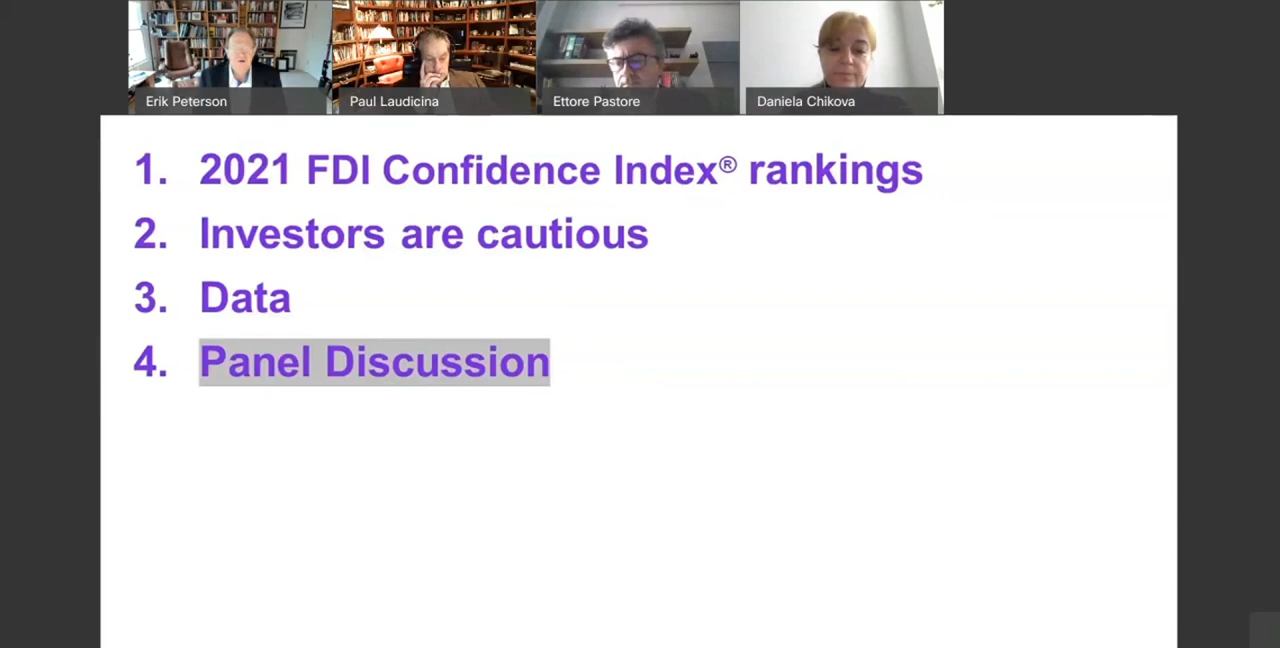 Erik Peterson
Paul Laudicina
Ettore Pastore
Daniela Chikova
1. 2021 FDI Confidence Index® rankings
2. Investors are cautious
3. Data
4. Panel Discussion